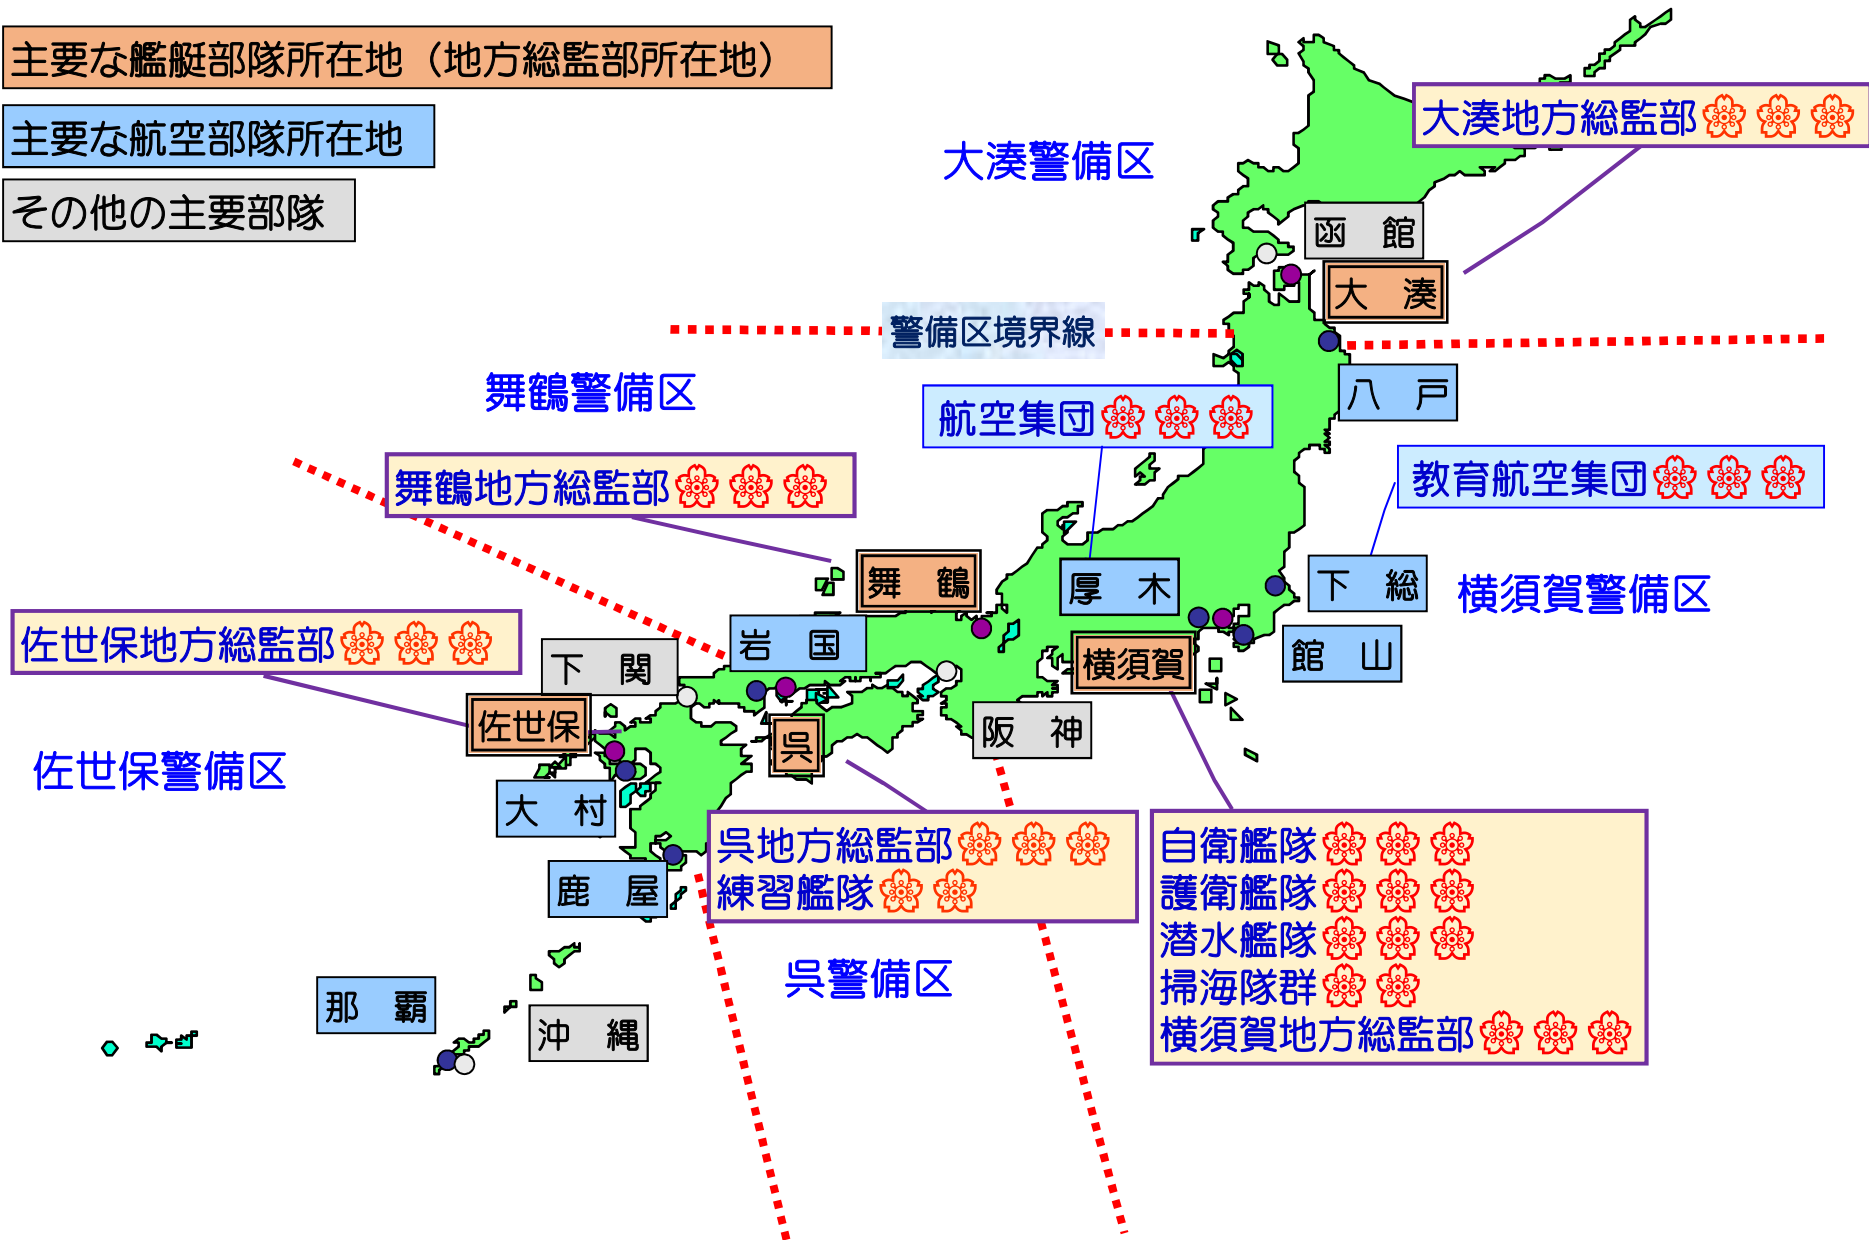 主要な艦艇部隊所在地（地方総監部所在地）
主要な航空部隊所在地
その他の主要部隊
大湊地方総監部
大湊警備区
函　館
大　湊
警備区境界線
八　戸
舞鶴警備区
航空集団
舞鶴地方総監部
教育航空集団
舞　鶴
厚　木
下　総
横須賀警備区
佐世保地方総監部
岩　国
下　関
横須賀
館　山
佐世保
呉
阪　神
佐世保警備区
大　村
呉地方総監部
練習艦隊
自衛艦隊
護衛艦隊
潜水艦隊
掃海隊群
横須賀地方総監部
鹿　屋
呉警備区
那　覇
沖　縄